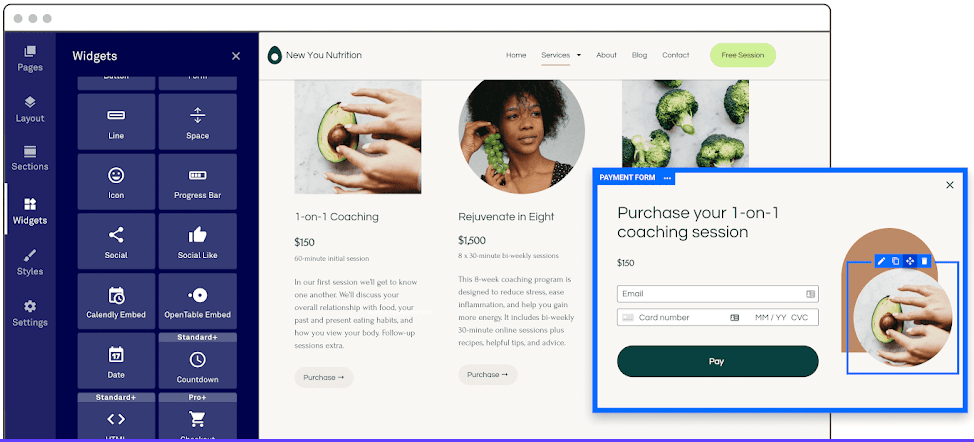 Pages
Layout
Sections
Widgets
Styles
Settings
Widgets
Button
Form
Line
Space
Icon
Progress Bar
Social
Social Like
Calendly Embed
OpenTable Embed
Date
17
Standard+
Countdown
Standard+
HTML
Pro+
Checkout
New You Nutrition
Home
Services
About
Blog
Contact
Free Session
1-on-1 Coaching
$150
60-minute initial session
In our first session we'll get to know
one another. We'll discuss your
overall relationship with food, your
past and present eating habits, and
how you view your body. Follow-up
sessions extra.
Purchase →
Rejuvenate in Eight
$1,500
8 x 30-minute bi-weekly sessions
This 8-week coaching program is
designed to reduce stress, ease
inflammation, and help you gain
more energy. It includes bi-weekly
30-minute online sessions plus
recipes, helpful tips, and advice.
Purchase →
PAYMENT FORM
Purchase your 1-on-1
coaching session
$150
Email
Card number MM / YY CVC
Pay